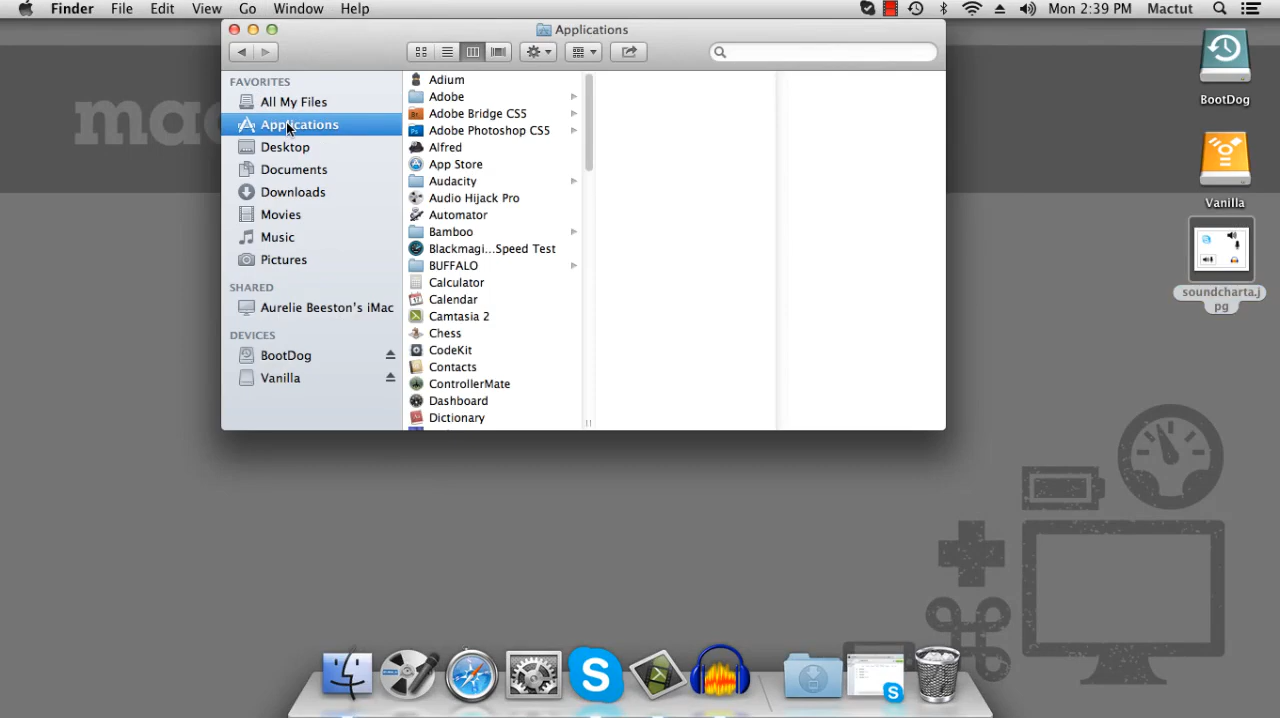 Finder File Edit View Go Window Help Mon 2:39 PM Mactut
Applications
FAVORITES
All My Files
Applications
Desktop
Documents
Downloads
Movies
Music
Pictures
SHARED
Aurelie Beeston's iMac
DEVICES
BootDog
Vanilla
Adium
Adobe
Adobe Bridge CS5
Adobe Photoshop CS5
Alfred
App Store
Audacity
Audio Hijack Pro
Automator
Bamboo
Blackmagi...Speed Test
BUFFALO
Calculator
Calendar
Camtasia 2
Chess
CodeKit
Contacts
ControllerMate
Dashboard
Dictionary
BootDog
Vanilla
soundcharta.j
pg